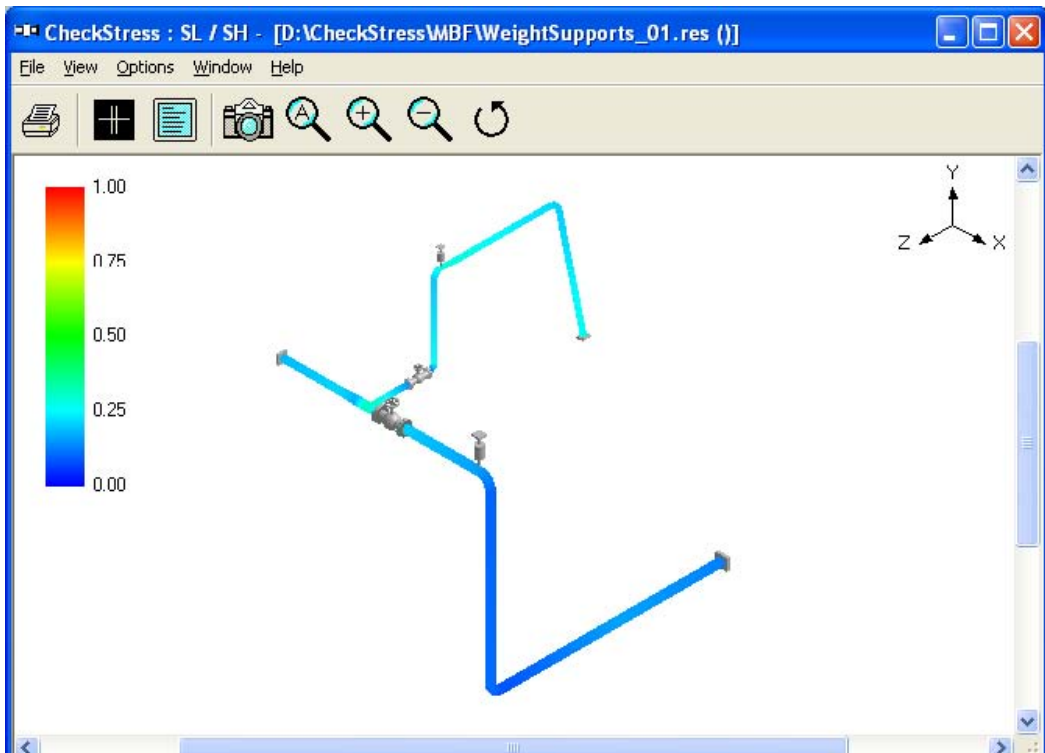 CheckStress : SL / SH - [D:\CheckStress\MBF\WeightSupports_01.res ()]
File View Options Window Help
A
1.00
0.75
0.50
0.25
0.00
Y
Z X